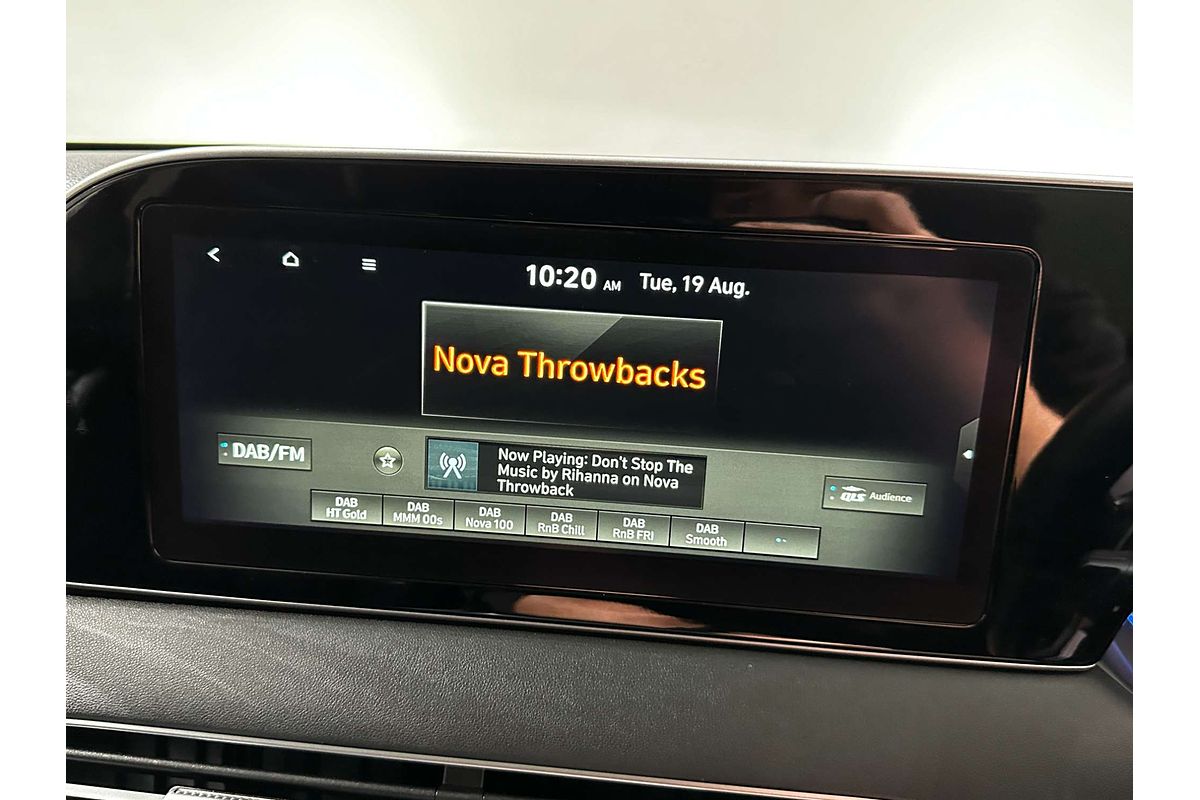 10:20 AM Tue, 19 Aug.
Nova Throwbacks
DAB/FM
Now Playing: Don't Stop The
Music by Rihanna on Nova
Throwback
QLS Audience
DAB
HT Gold
DAB
MMM 00s
DAB
Nova 100
DAB
RnB Chill
DAB
RnB FRI
DAB
Smooth